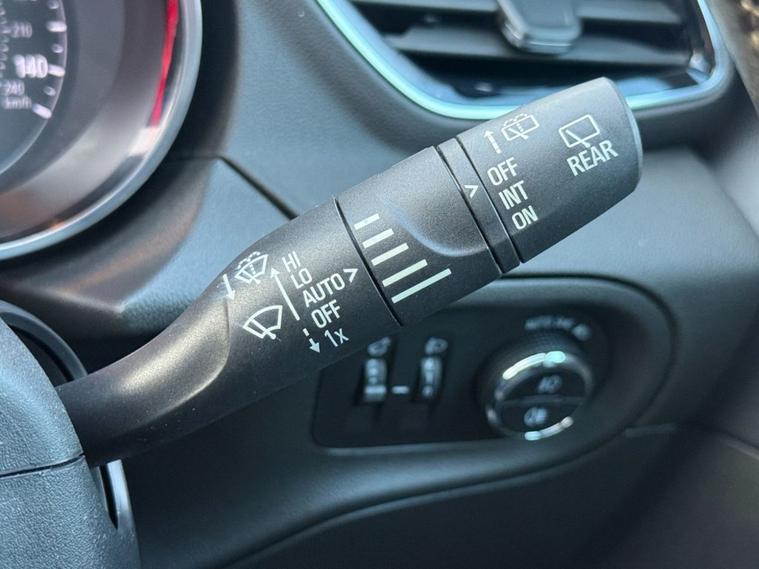 210
140
240
km/h
OFF
INT
ON
REAR
HI
LO
AUTO
OFF
1x